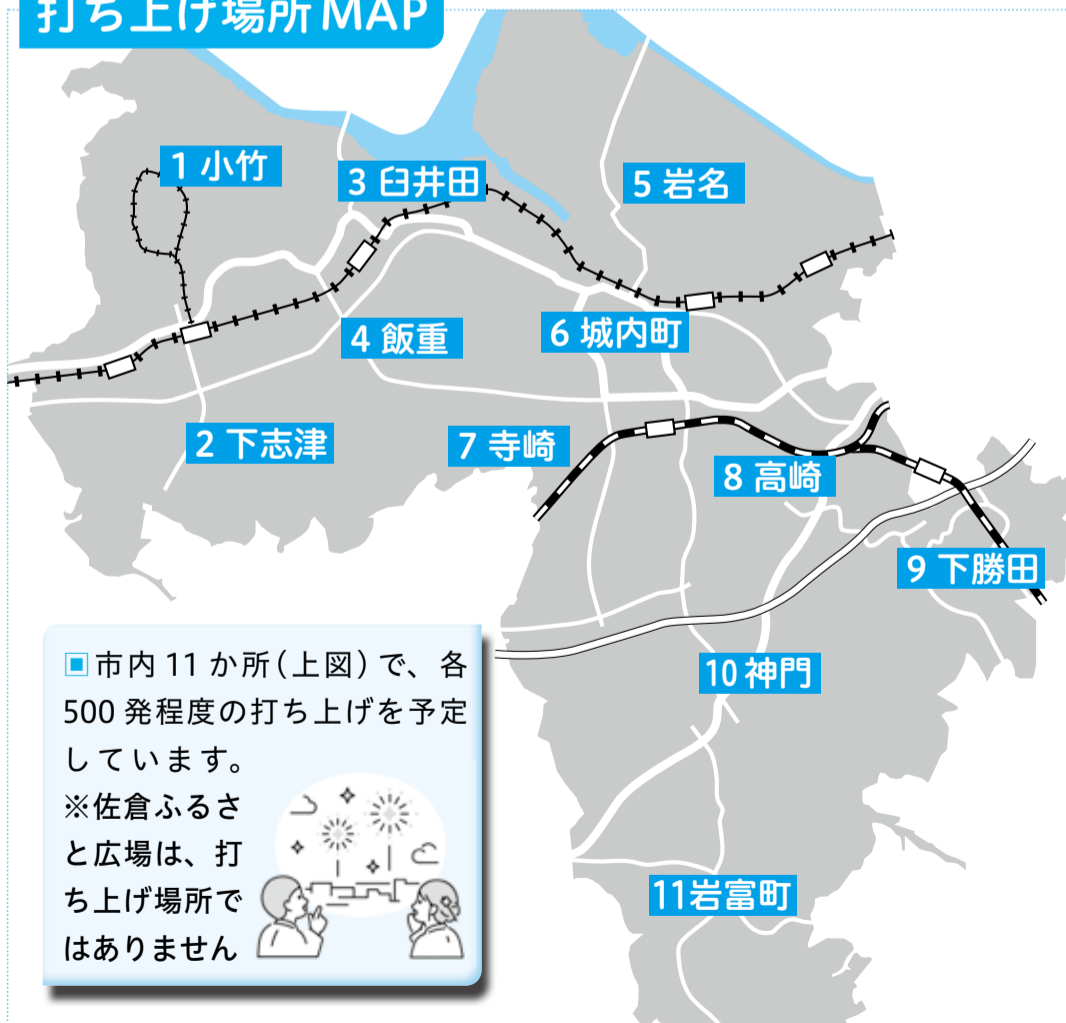 打ち上げ場所 MAP
1 小竹
3 臼井田
5 岩名
4 飯重
6 城内町
2 下志津
7 寺崎
8 高崎
9 下勝田
10 神門
11岩富町
▣ 市内 11 か所(上図)で、各
500 発程度の打ち上げを予定
しています。
※佐倉ふるさ
と広場は、打
ち上げ場所で
はありません